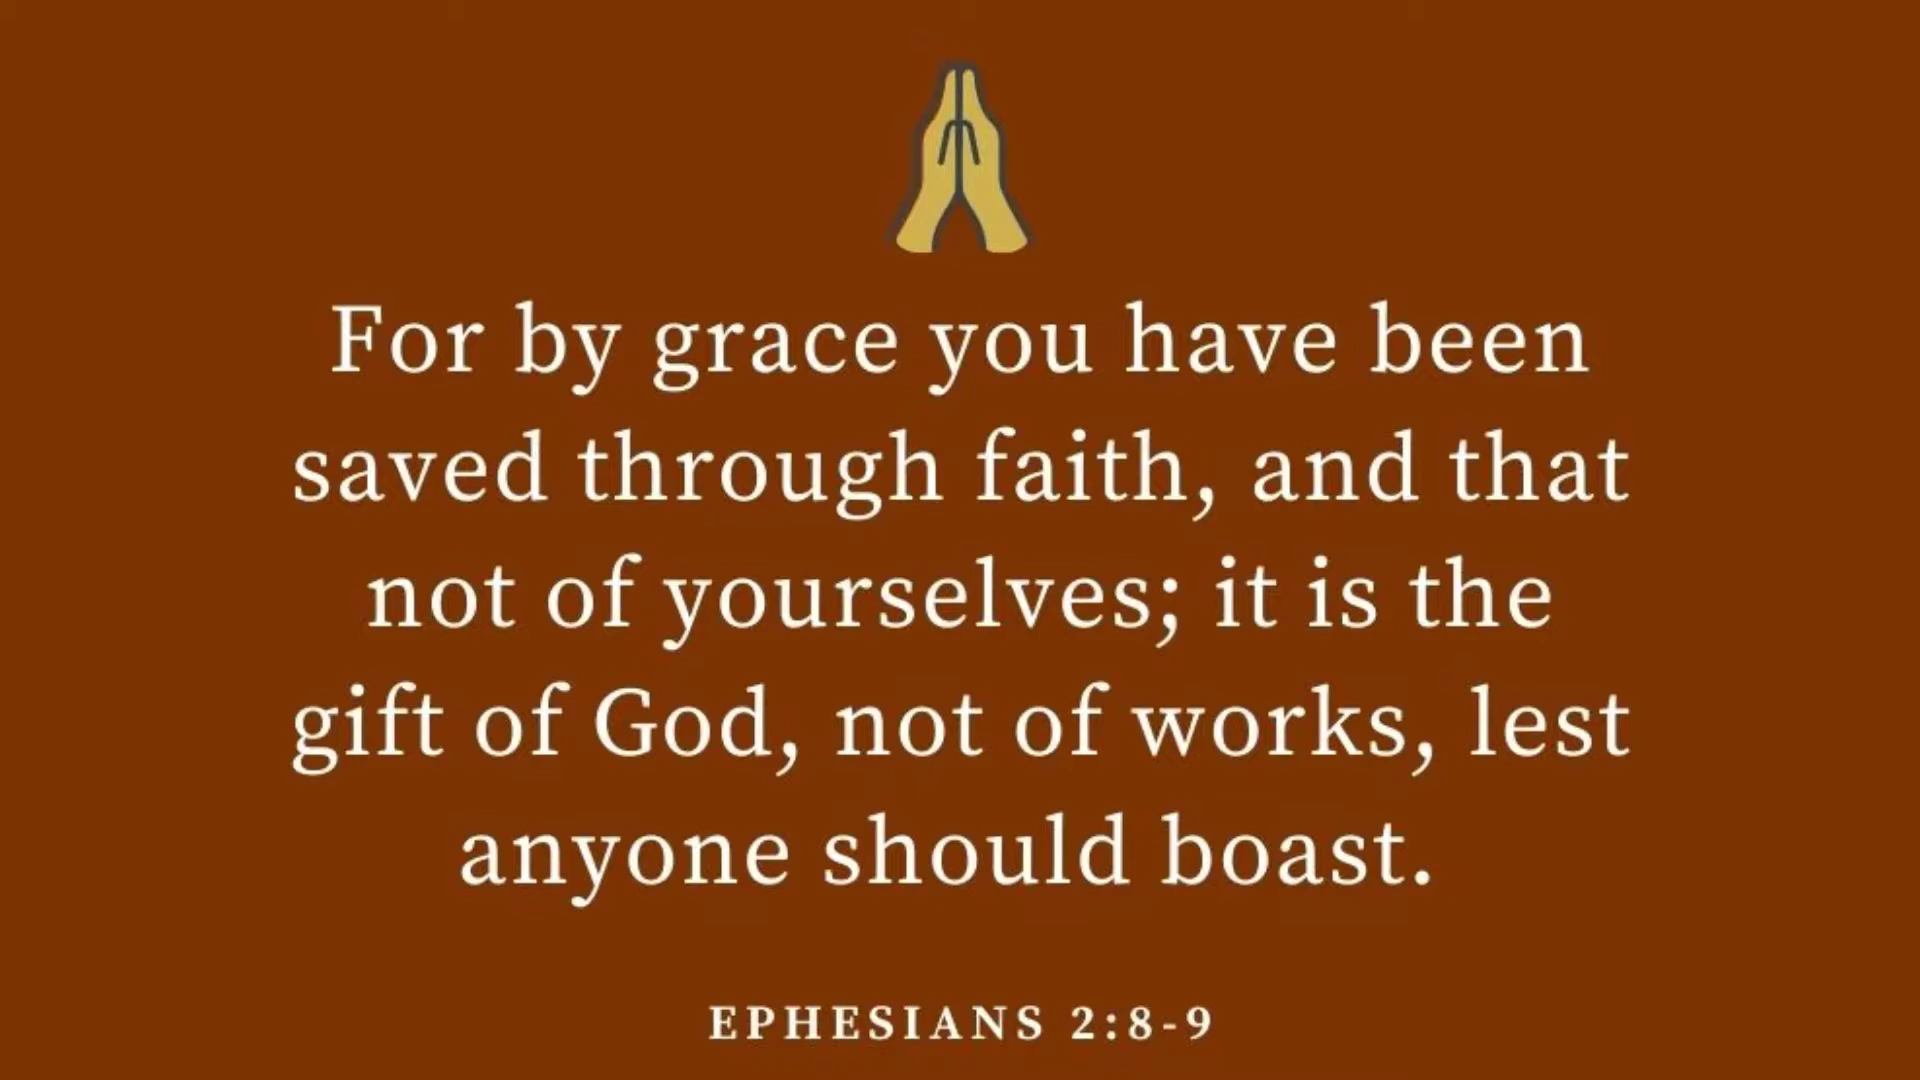 For by grace you have been
saved through faith, and that
not of yourselves; it is the
gift of God, not of works, lest
anyone should boast.
EPHESIANS 2:8-9